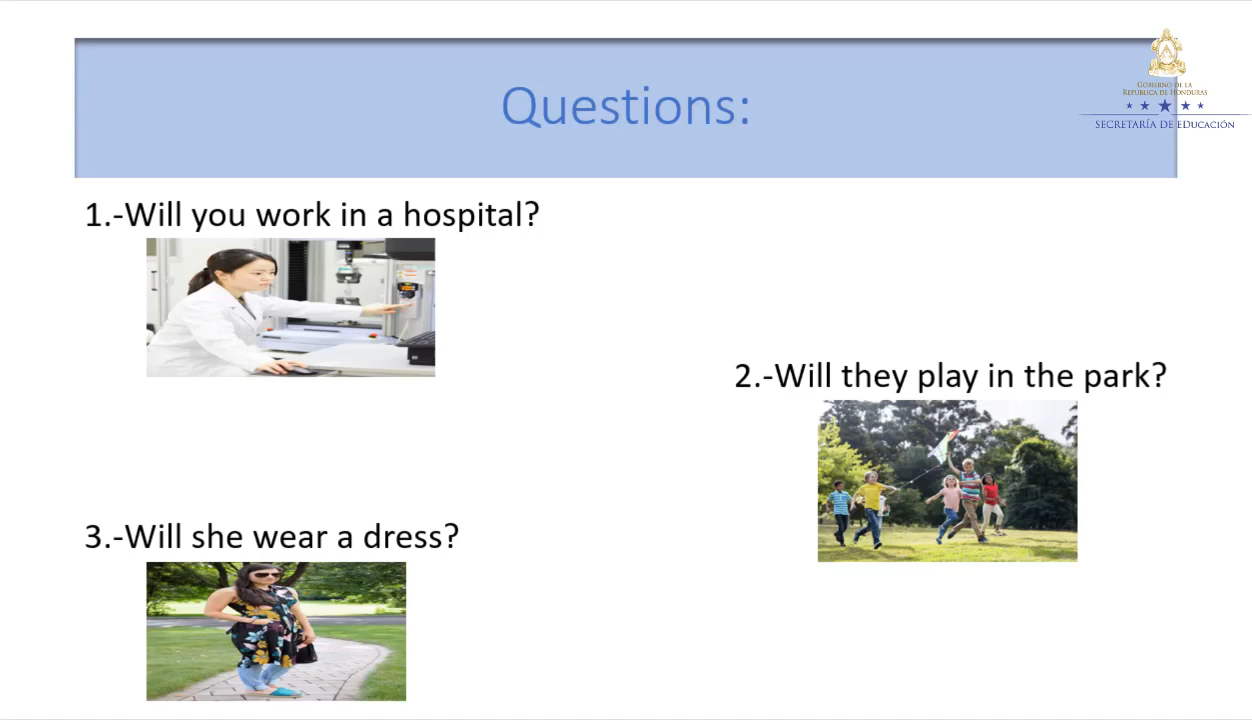 Questions:
GOBIERNO DE LA
REPÚBLICA DE HONDURAS
SECRETARÍA DE EDUCACIÓN
1.-Will you work in a hospital?
2.-Will they play in the park?
3.-Will she wear a dress?